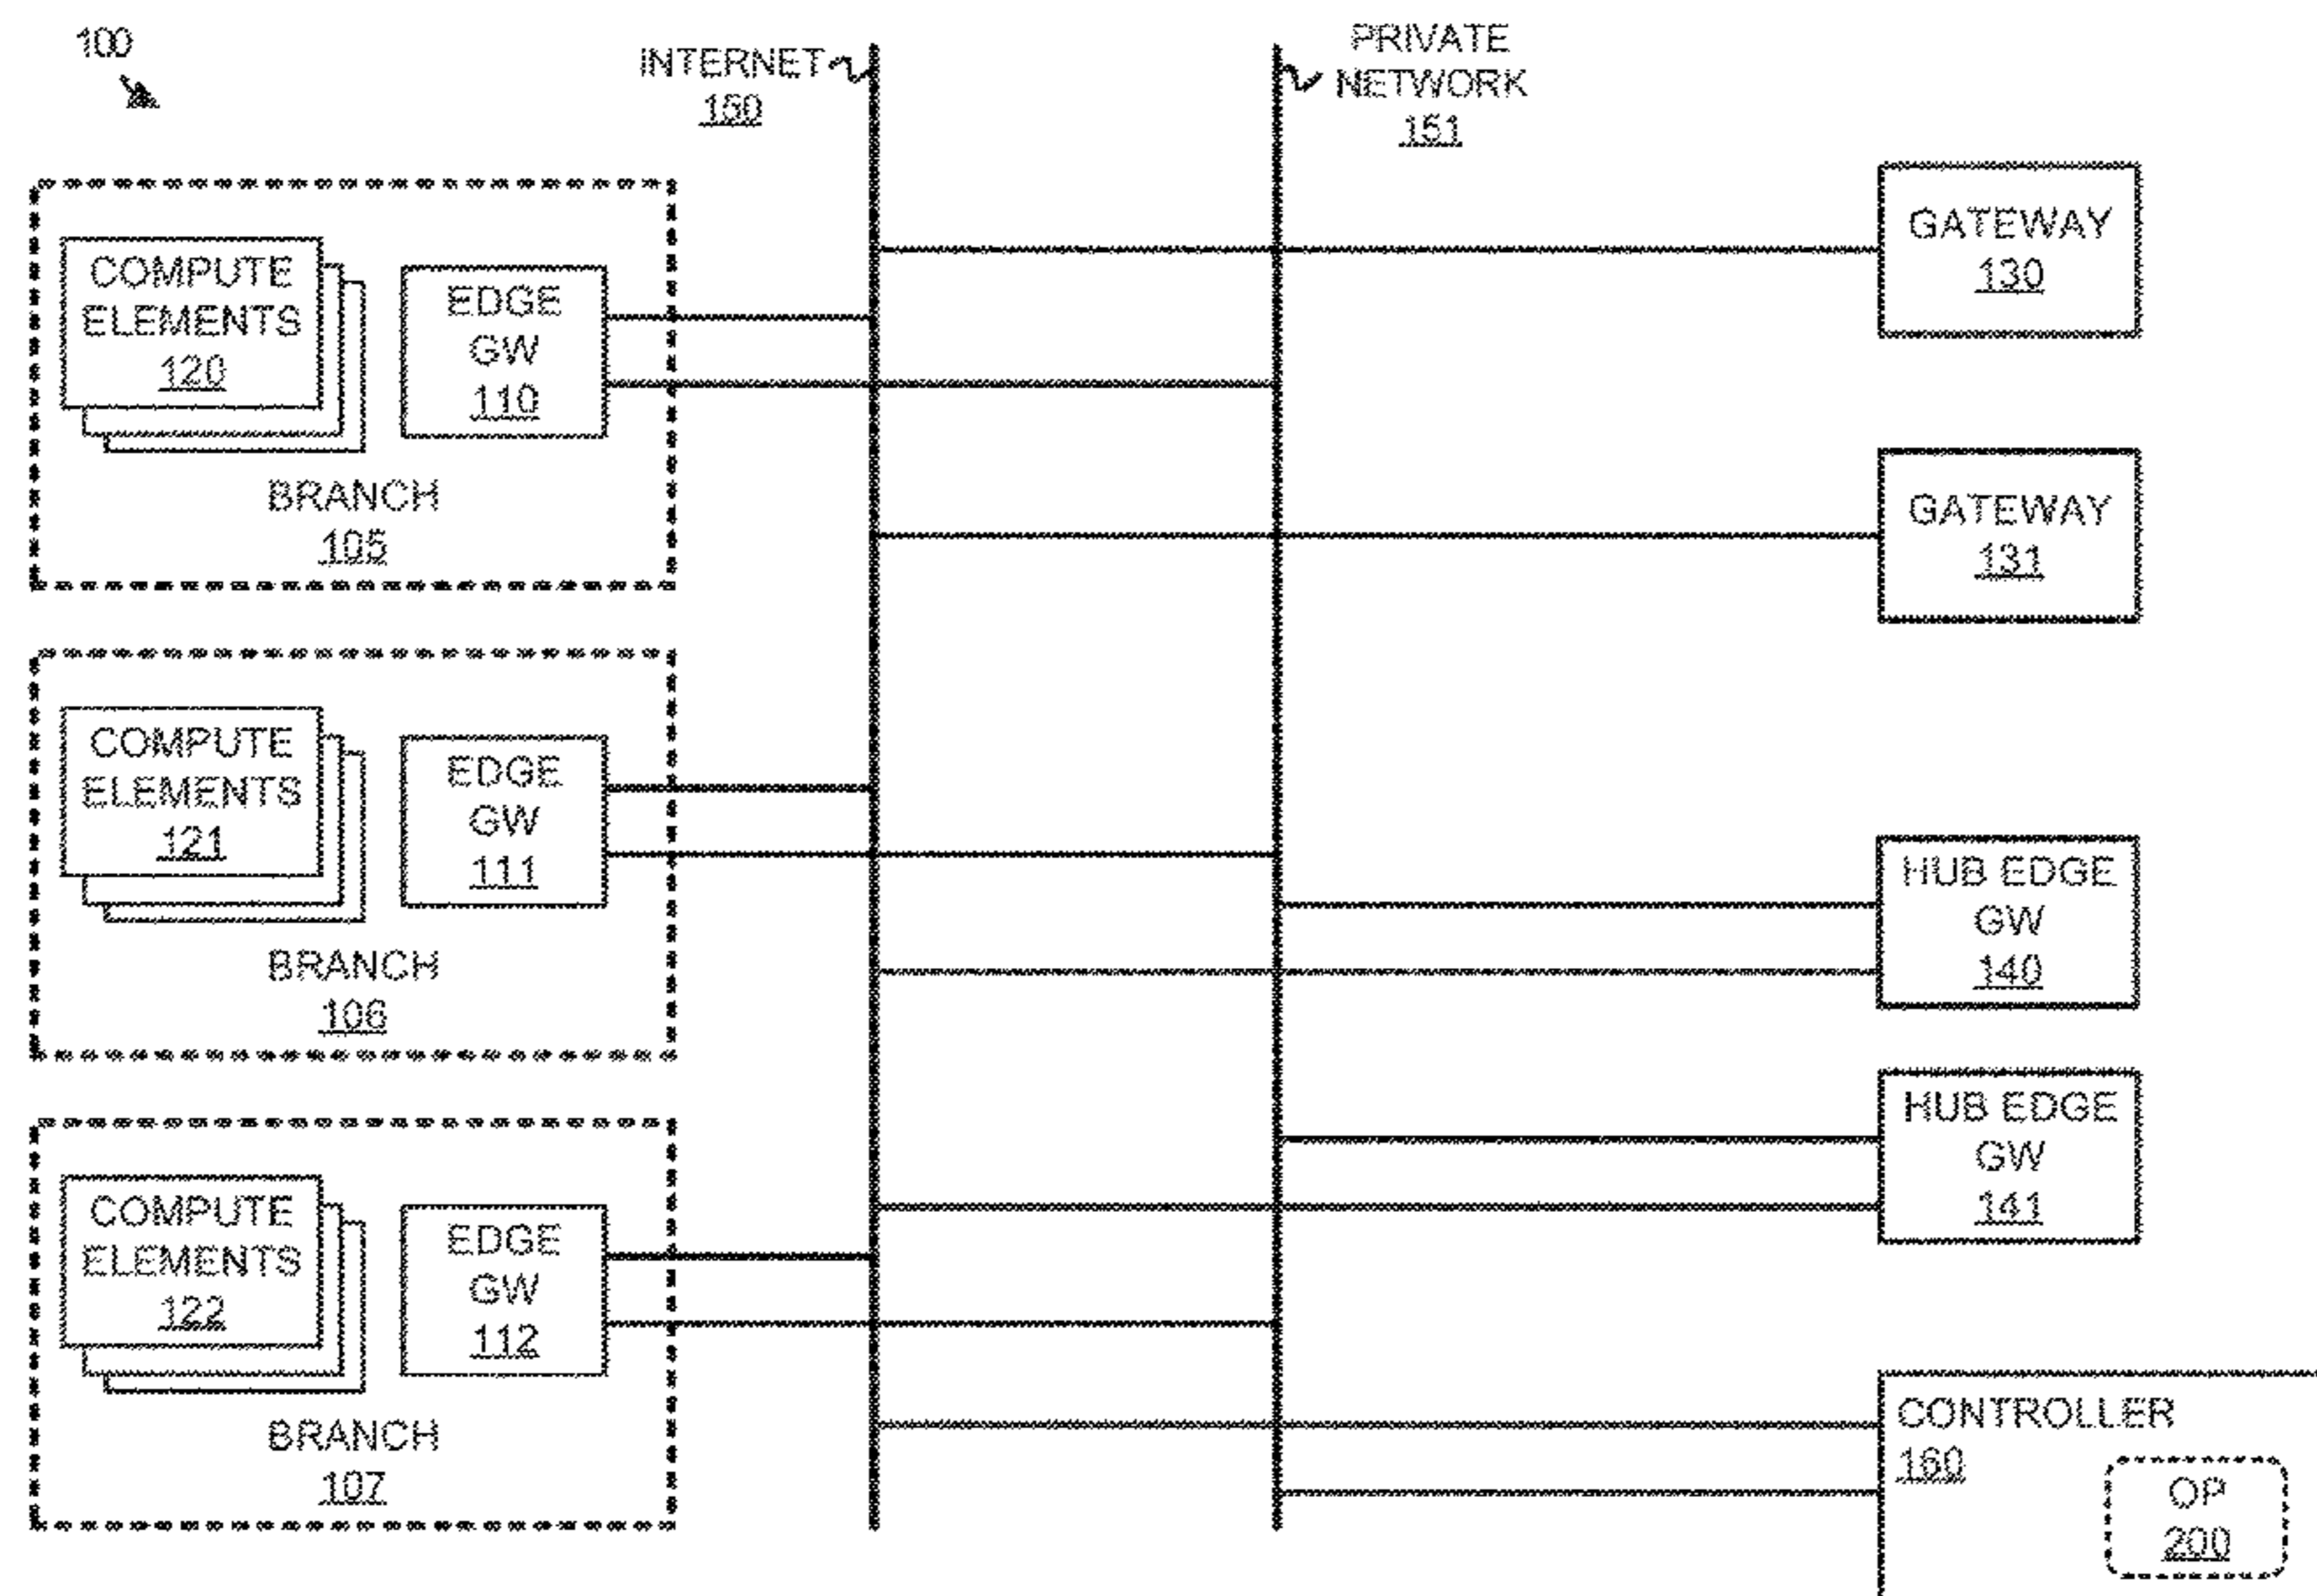 100
INTERNET
150
PRIVATE
NETWORK
151
COMPUTE
ELEMENTS
120
EDGE
GW
110
BRANCH
105
GATEWAY
130
GATEWAY
131
COMPUTE
ELEMENTS
121
EDGE
GW
111
BRANCH
106
HUB EDGE
GW
140
HUB EDGE
GW
141
COMPUTE
ELEMENTS
122
EDGE
GW
112
BRANCH
107
CONTROLLER
160
OP
200